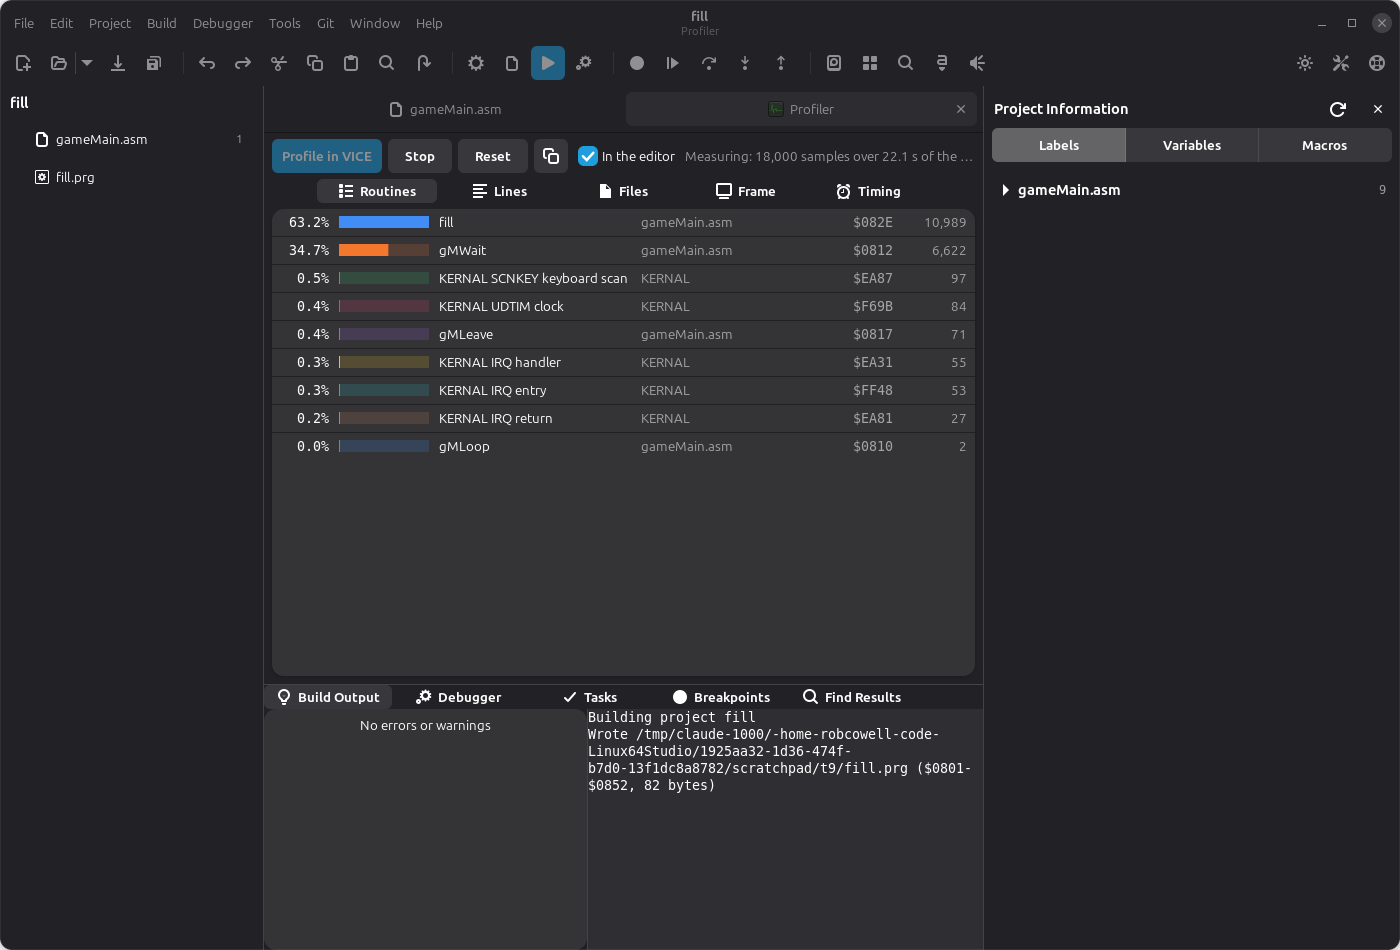 File Edit Project Build Debugger Tools Git Window Help
fill
Profiler
fill
gameMain.asm 1
fill.prg
gameMain.asm
Profiler
Profile in VICE Stop Reset In the editor Measuring: 18,000 samples over 22.1 s of the …
Routines Lines Files Frame Timing
63.2% fill gameMain.asm $082E 10,989
34.7% gMWait gameMain.asm $0812 6,622
0.5% KERNAL SCNKEY keyboard scan KERNAL $EA87 97
0.4% KERNAL UDTIM clock KERNAL $F69B 84
0.4% gMLeave gameMain.asm $0817 71
0.3% KERNAL IRQ handler KERNAL $EA31 55
0.3% KERNAL IRQ entry KERNAL $FF48 53
0.2% KERNAL IRQ return KERNAL $EA81 27
0.0% gMLoop gameMain.asm $0810 2
Build Output Debugger Tasks Breakpoints Find Results
No errors or warnings
Building project fill
Wrote /tmp/claude-1000/-home-robcowell-code-
Linux64Studio/1925aa32-1d36-474f-
b7d0-13f1dc8a8782/scratchpad/t9/fill.prg ($0801-
$0852, 82 bytes)
Project Information
Labels Variables Macros
gameMain.asm 9